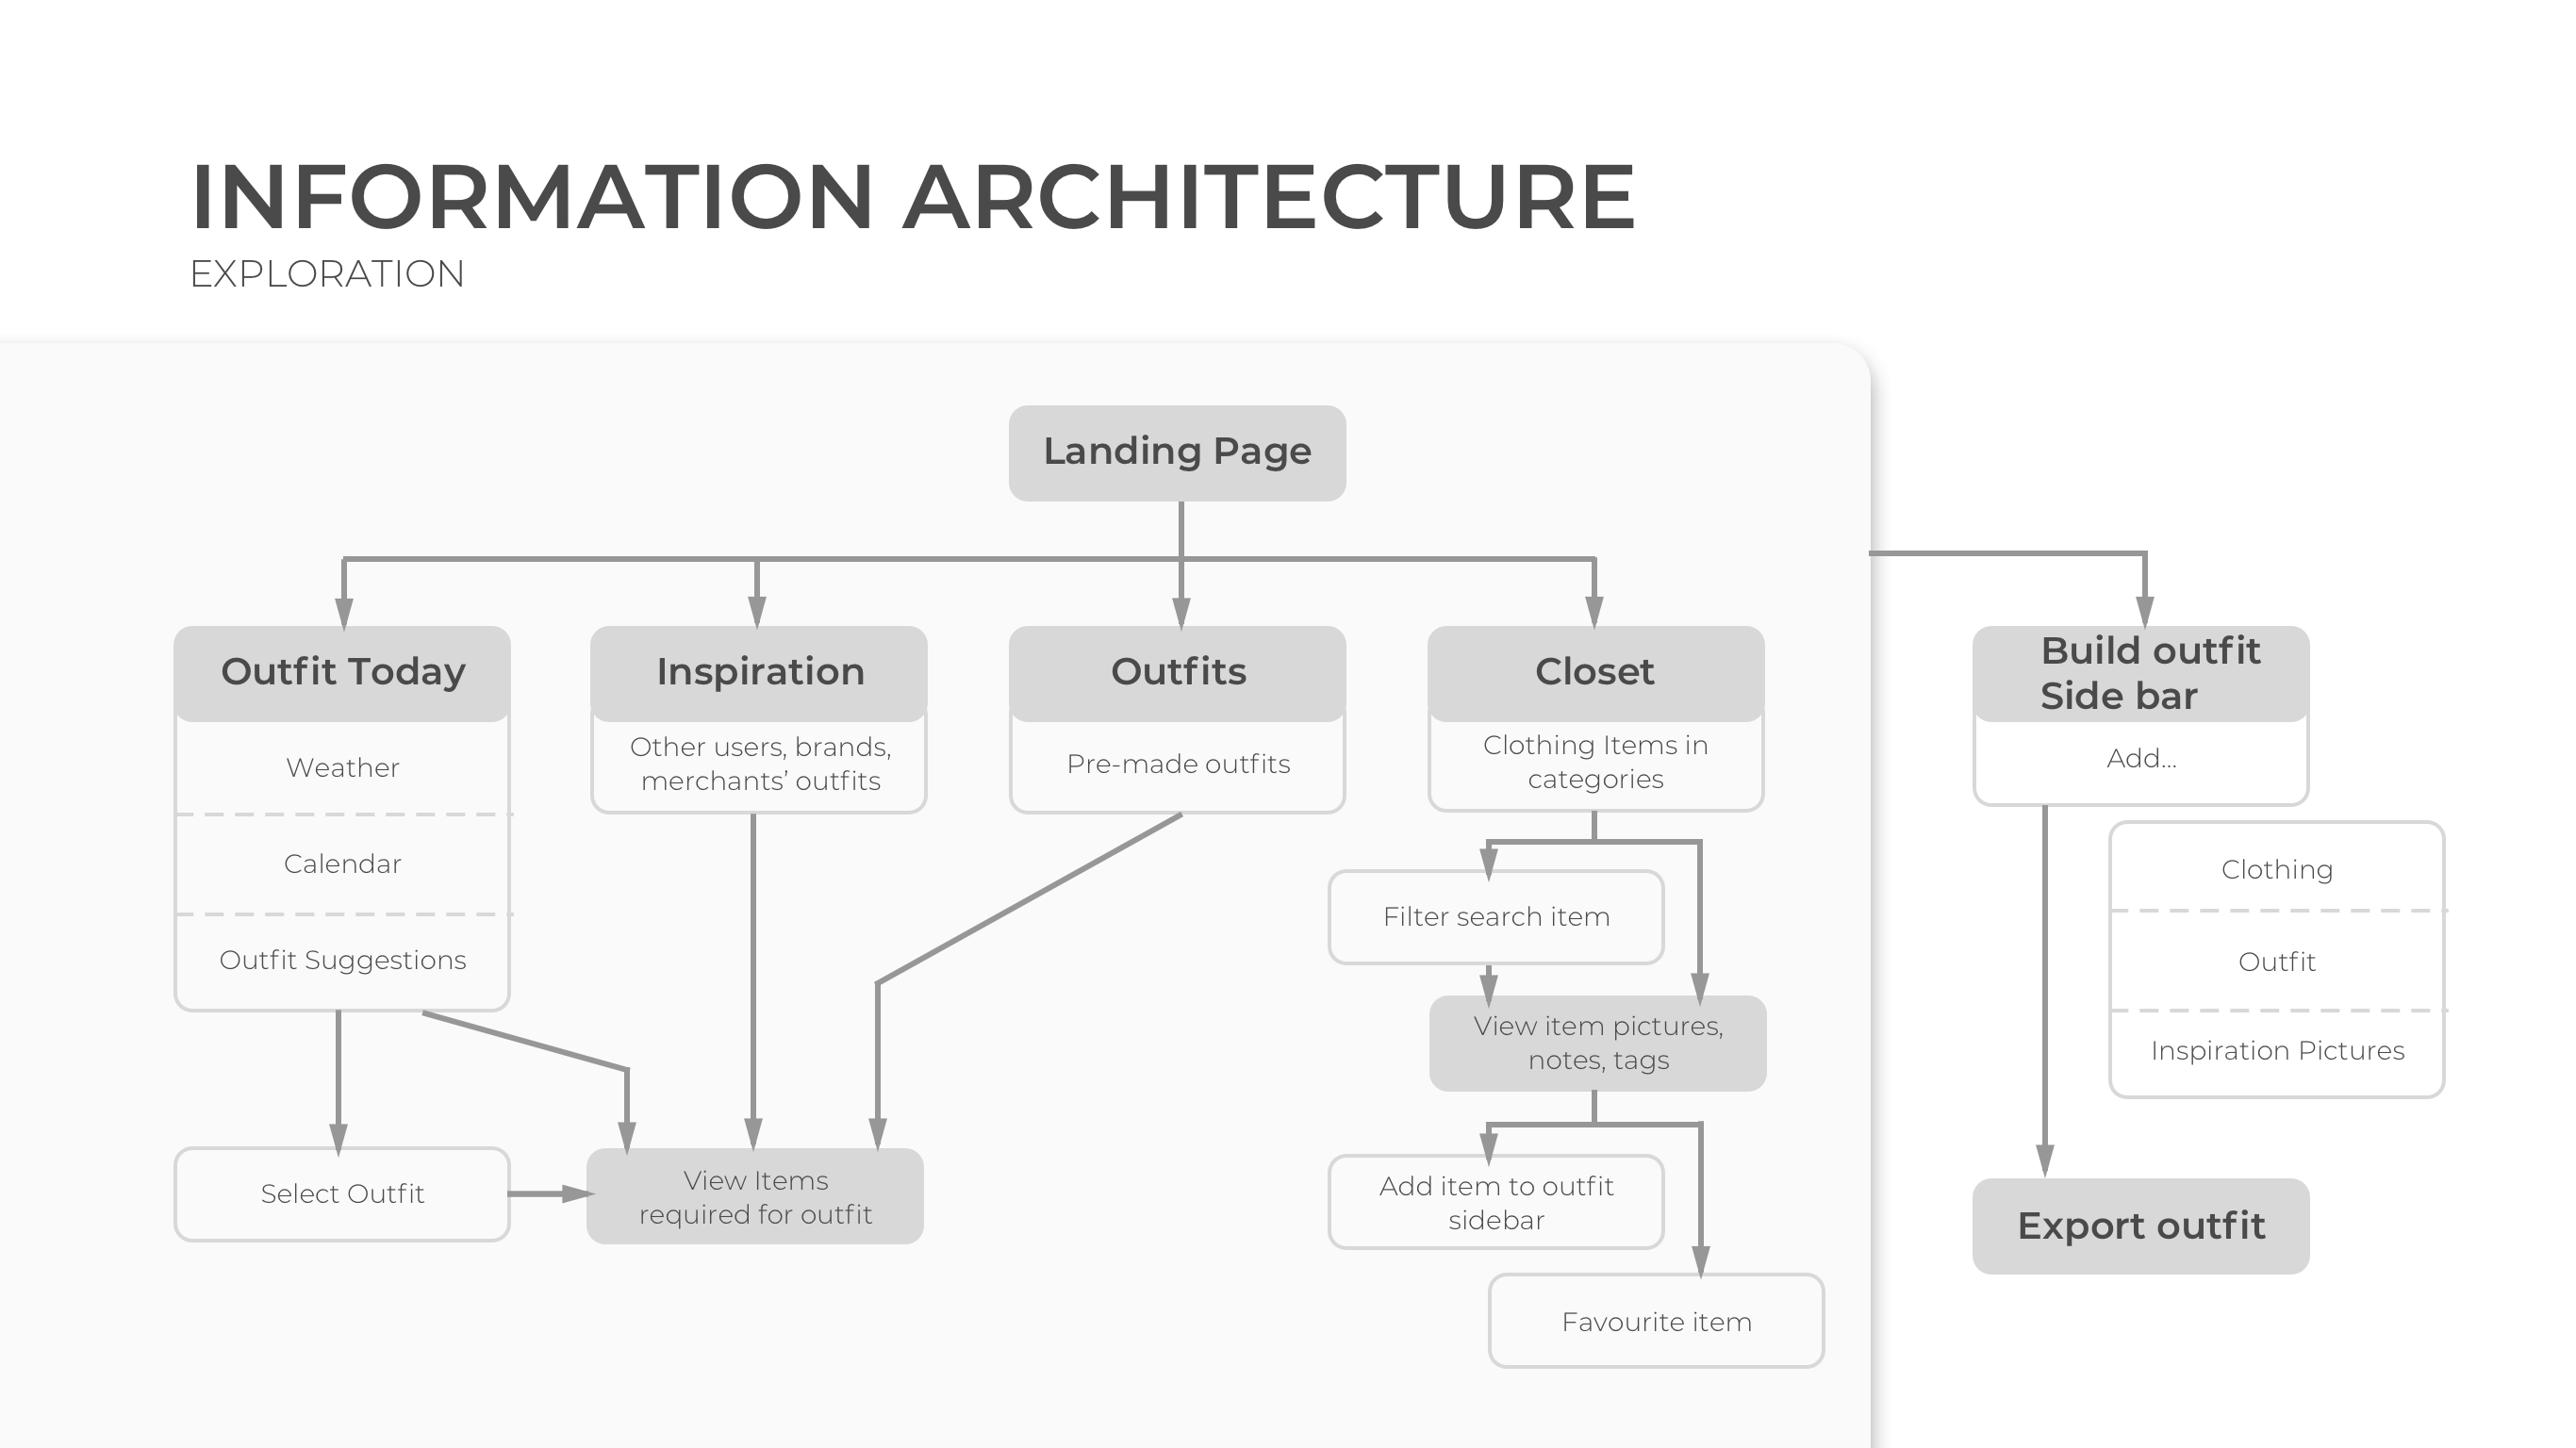 INFORMATION ARCHITECTURE
EXPLORATION
Landing Page
Outfit Today
Weather
Calendar
Outfit Suggestions
Select Outfit
Inspiration
Other users, brands,
merchants’ outfits
View Items
required for outfit
Outfits
Pre-made outfits
Closet
Clothing Items in
categories
Filter search item
View item pictures,
notes, tags
Add item to outfit
sidebar
Favourite item
Build outfit
Side bar
Add...
Clothing
Outfit
Inspiration Pictures
Export outfit